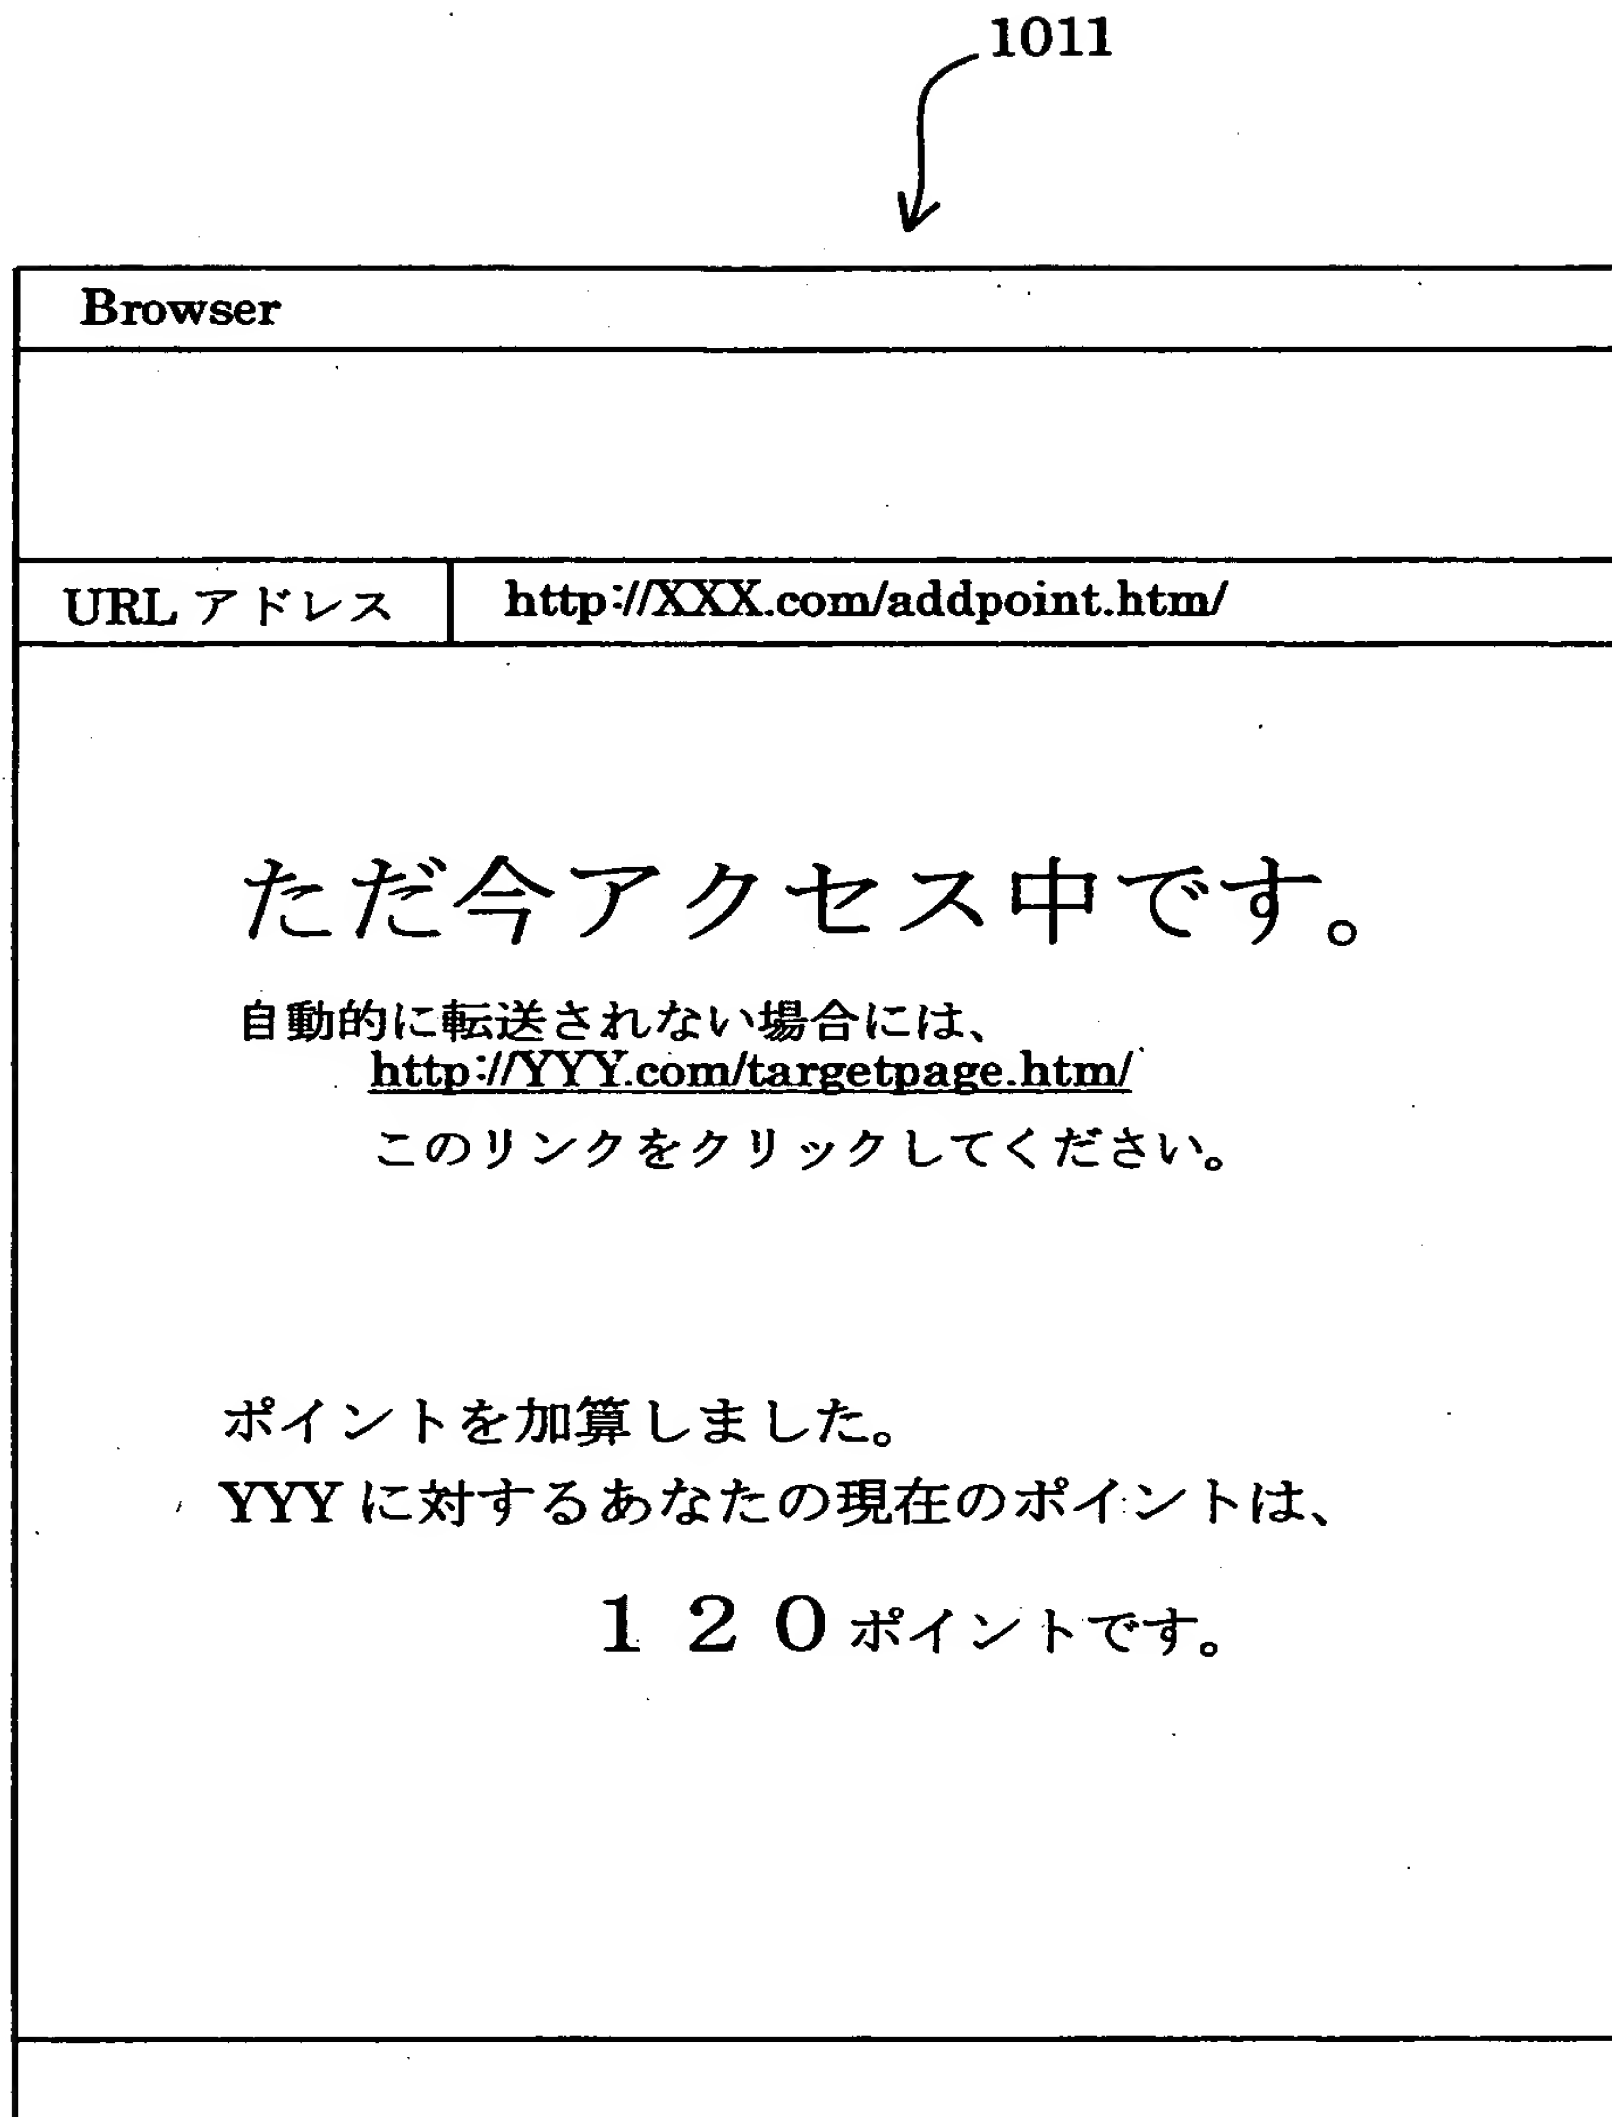 1011
Browser
URL アドレス http://XXX.com/addpoint.htm/
ただ今アクセス中です。
自動的に転送されない場合には、
http://YYY.com/targetpage.htm/
このリンクをクリックしてください。
ポイントを加算しました。
YYY に対するあなたの現在のポイントは、
１２０ポイントです。